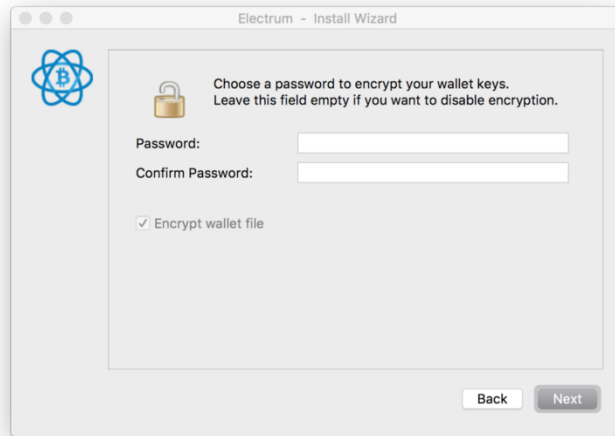 Electrum - Install Wizard
Choose a password to encrypt your wallet keys.
Leave this field empty if you want to disable encryption.
Password:
Confirm Password:
Encrypt wallet file
Back
Next